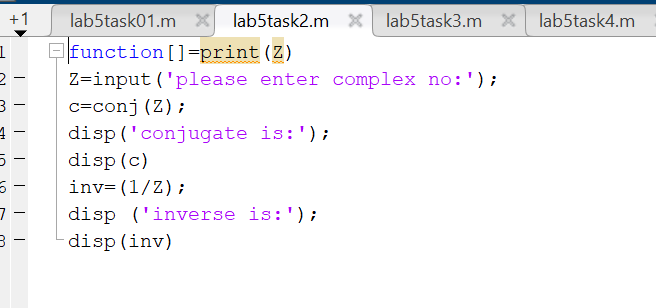 +1 lab5task01.m lab5task2.m lab5task3.m lab5task4.m
1 function[]=print(Z)
2 Z=input('please enter complex no:');
3 c=conj(Z);
4 disp('conjugate is:');
5 disp(c)
6 inv=(1/Z);
7 disp ('inverse is:');
8 disp(inv)